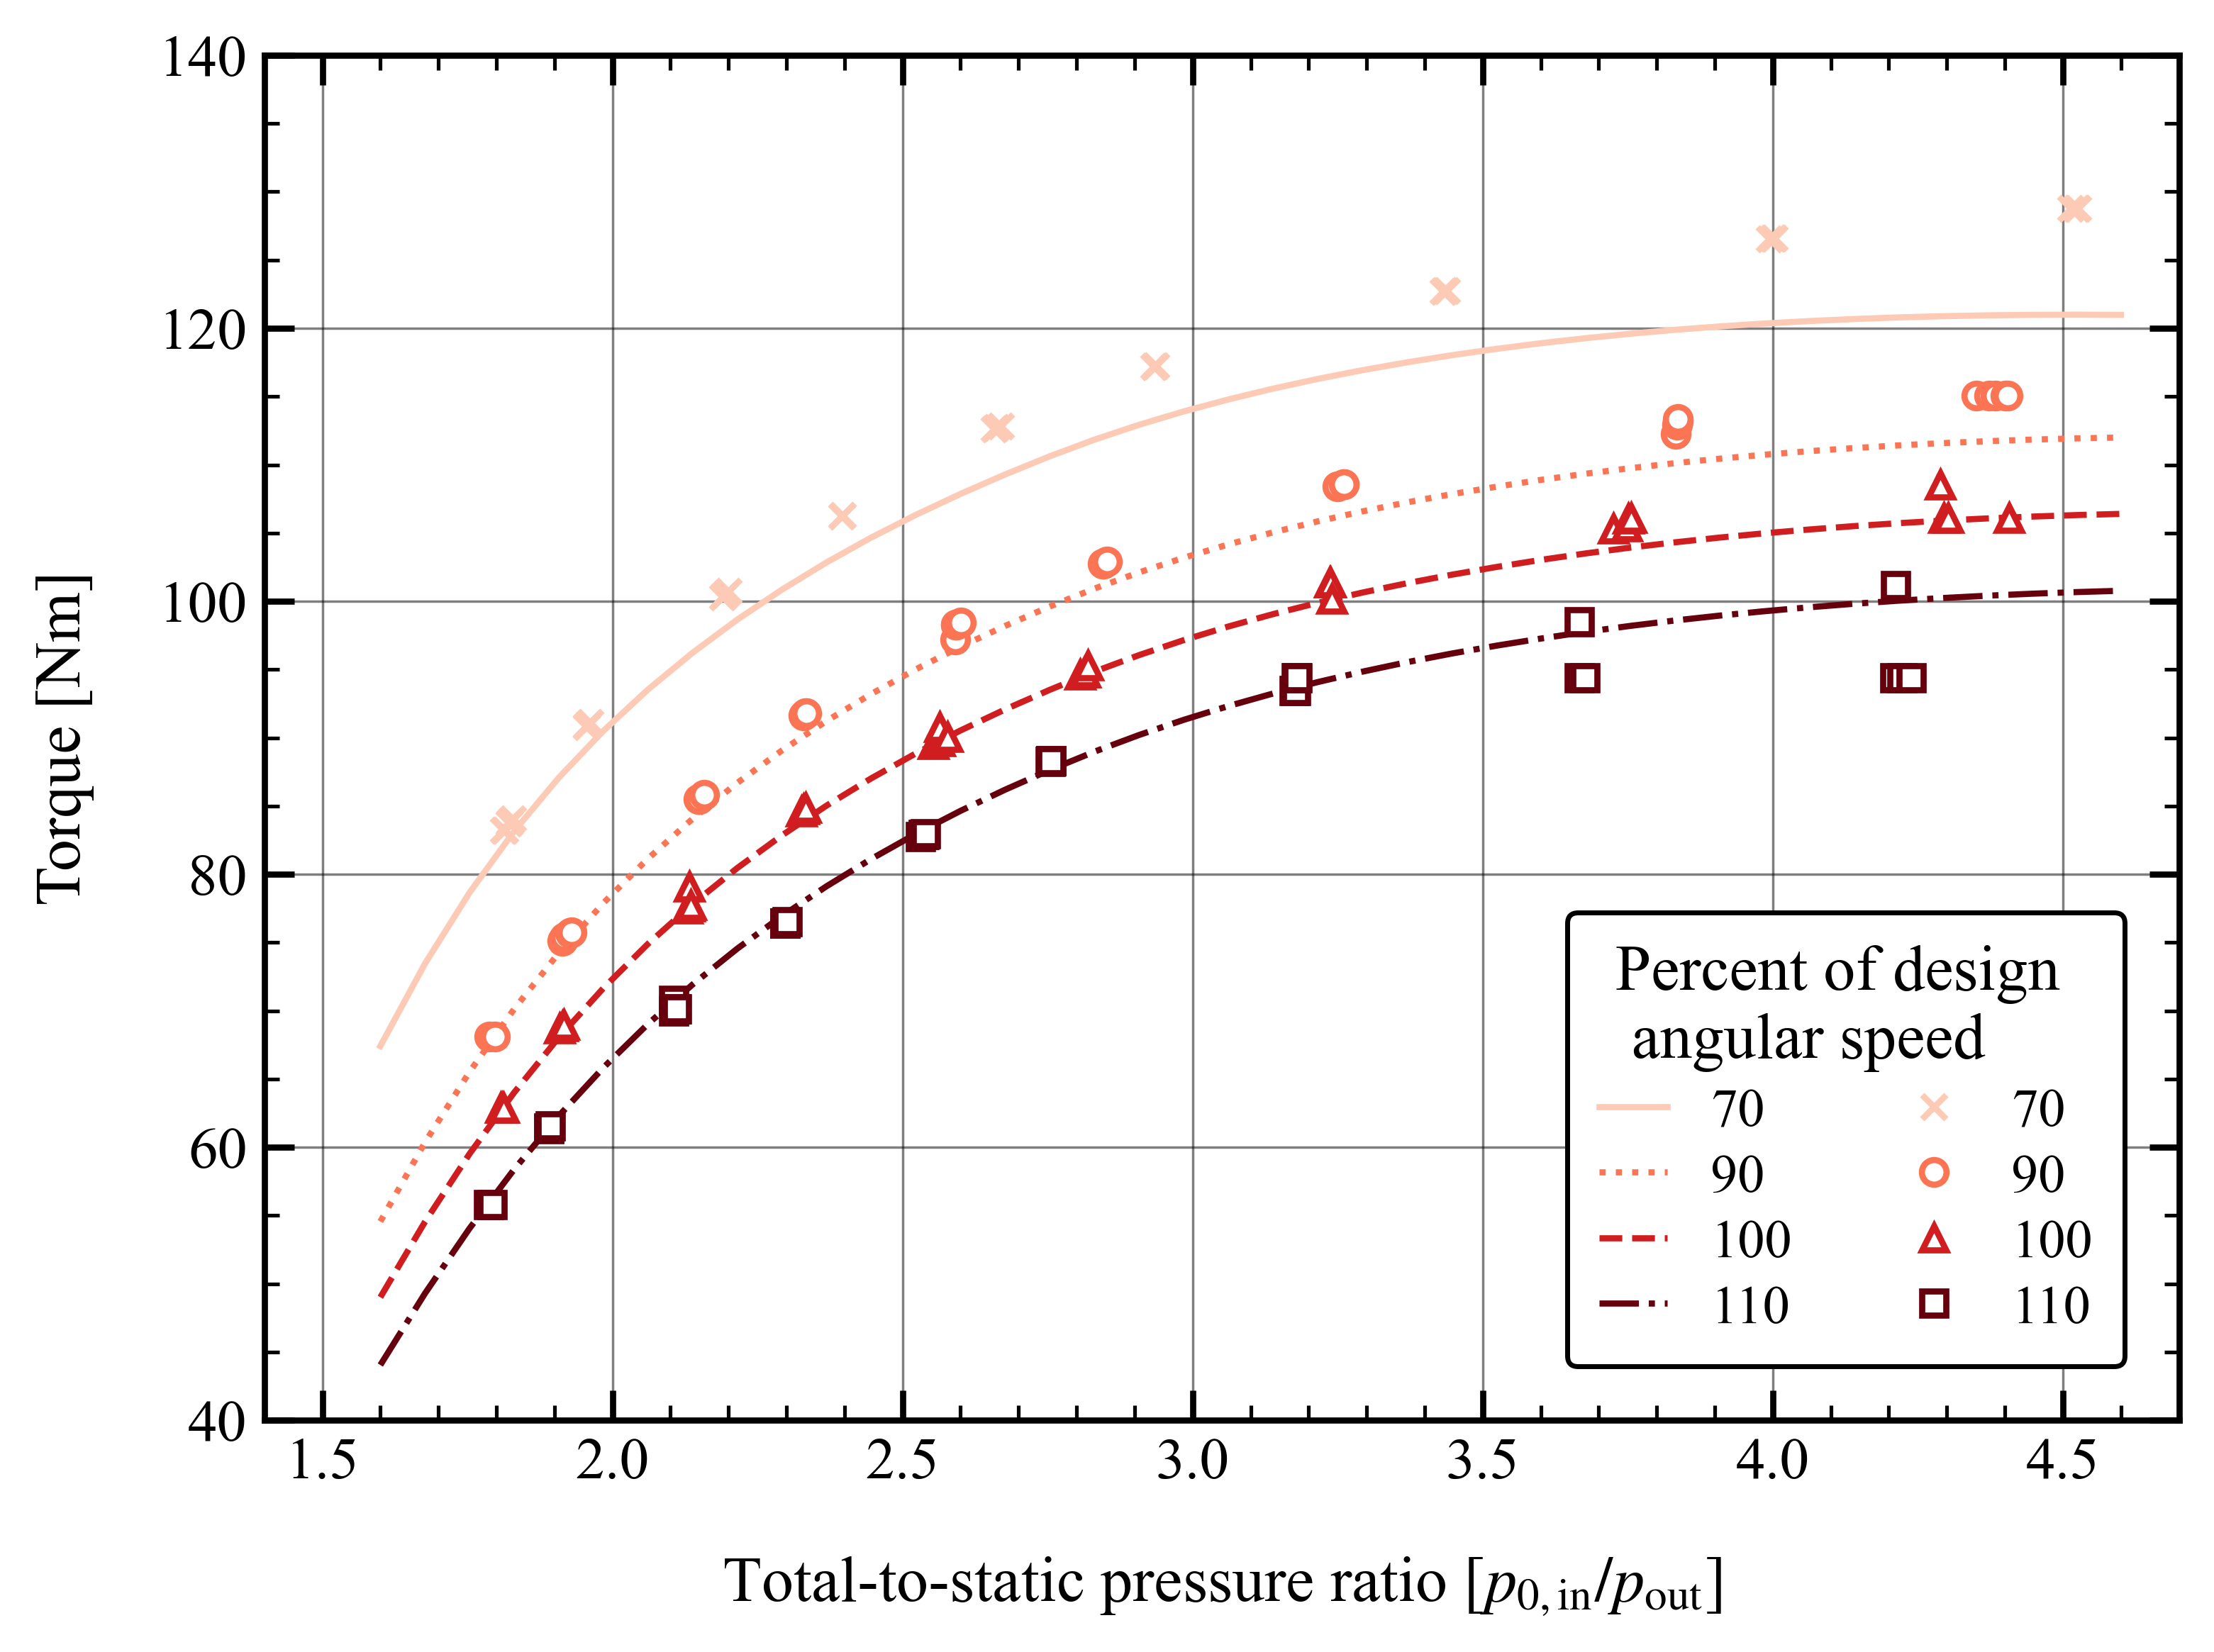 140
120
100
80
60
40
Torque [Nm]
Percent of design
angular speed
70 70
90 90
100 100
110 110
1.5 2.0 2.5 3.0 3.5 4.0 4.5
Total-to-static pressure ratio [p0, in/pout]